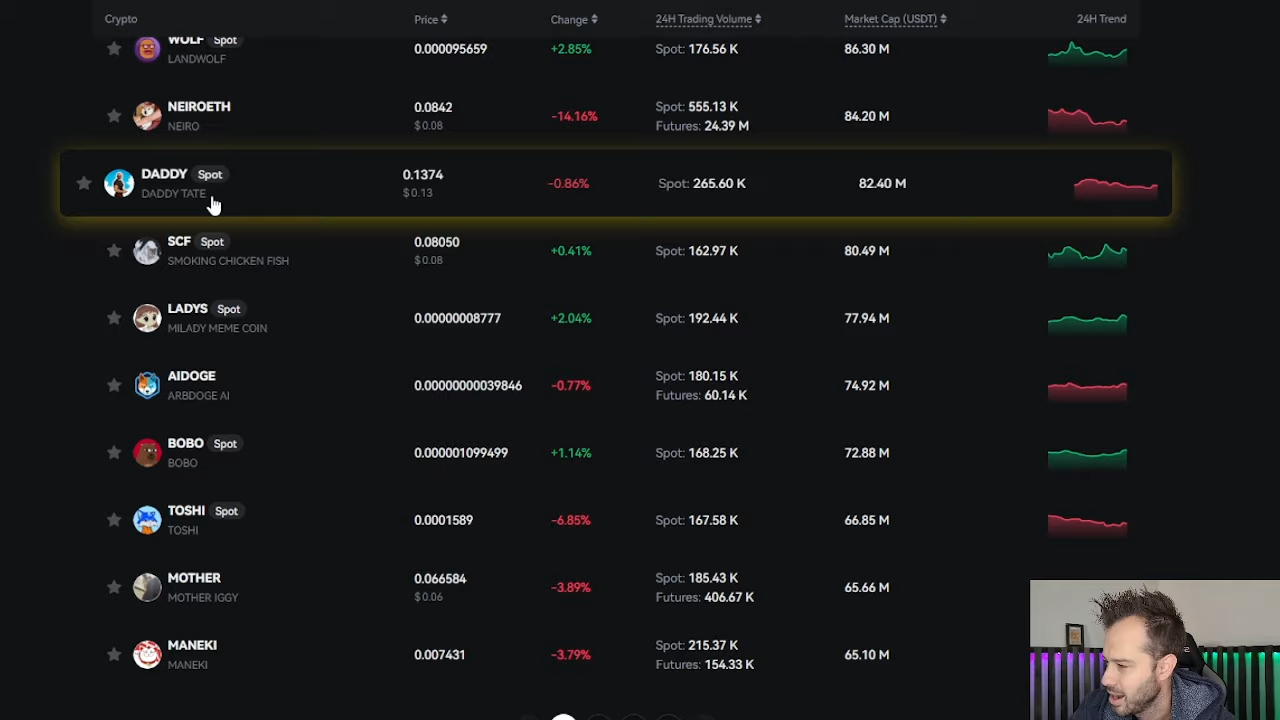 Crypto Price Change 24H Trading Volume Market Cap (USDT) 24H Trend
WOLF Spot
LANDWOLF
0.000095659 +2.85% Spot: 176.56 K 86.30 M
NEIROETH
NEIRO
0.0842
$0.08
-14.16%
Spot: 555.13 K
Futures: 24.39 M
84.20 M
DADDY Spot
DADDY TATE
0.1374
$0.13
-0.86%
Spot: 265.60 K
82.40 M
SCF Spot
SMOKING CHICKEN FISH
0.08050
$0.08
+0.41%
Spot: 162.97 K
80.49 M
LADYS Spot
MILADY MEME COIN
0.00000008777
+2.04%
Spot: 192.44 K
77.94 M
AIDOGE
ARBDOGE AI
0.00000000039846
-0.77%
Spot: 180.15 K
Futures: 60.14 K
74.92 M
BOBO Spot
BOBO
0.000001099499
+1.14%
Spot: 168.25 K
72.88 M
TOSHI Spot
TOSHI
0.0001589
-6.85%
Spot: 167.58 K
66.85 M
MOTHER
MOTHER IGGY
0.066584
$0.06
-3.89%
Spot: 185.43 K
Futures: 406.67 K
65.66 M
MANEKI
MANEKI
0.007431
-3.79%
Spot: 215.37 K
Futures: 154.33 K
65.10 M